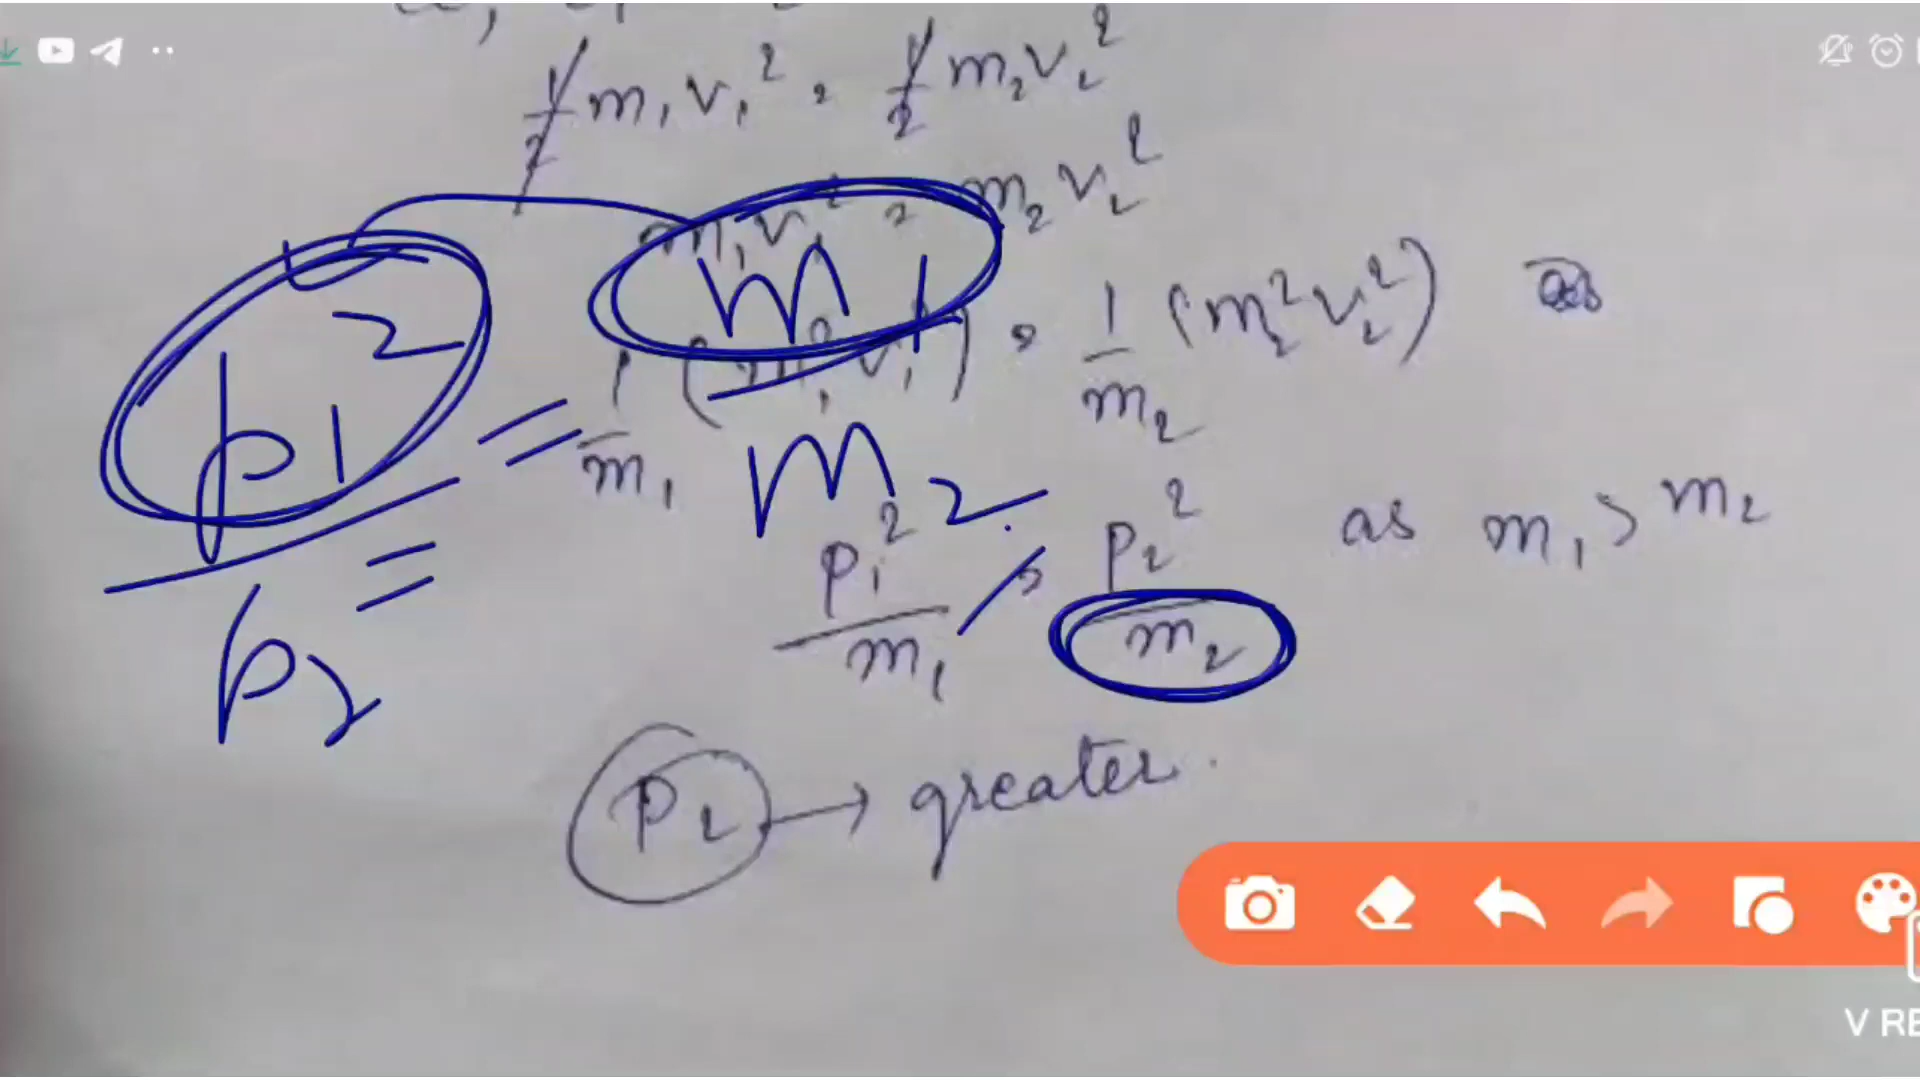 1/2 m₁v₁² = 1/2 m₂v₂²
m₁v₁² = m₂v₂²
1/m₁ (m₁²v₁²) = 1/m₂ (m₂²v₂²)
p₁²/m₁ = p₂²/m₂ as m₁ > m₂
p₁²/p₂ = m₁/m₂
=
P₂ → greater.
V RE